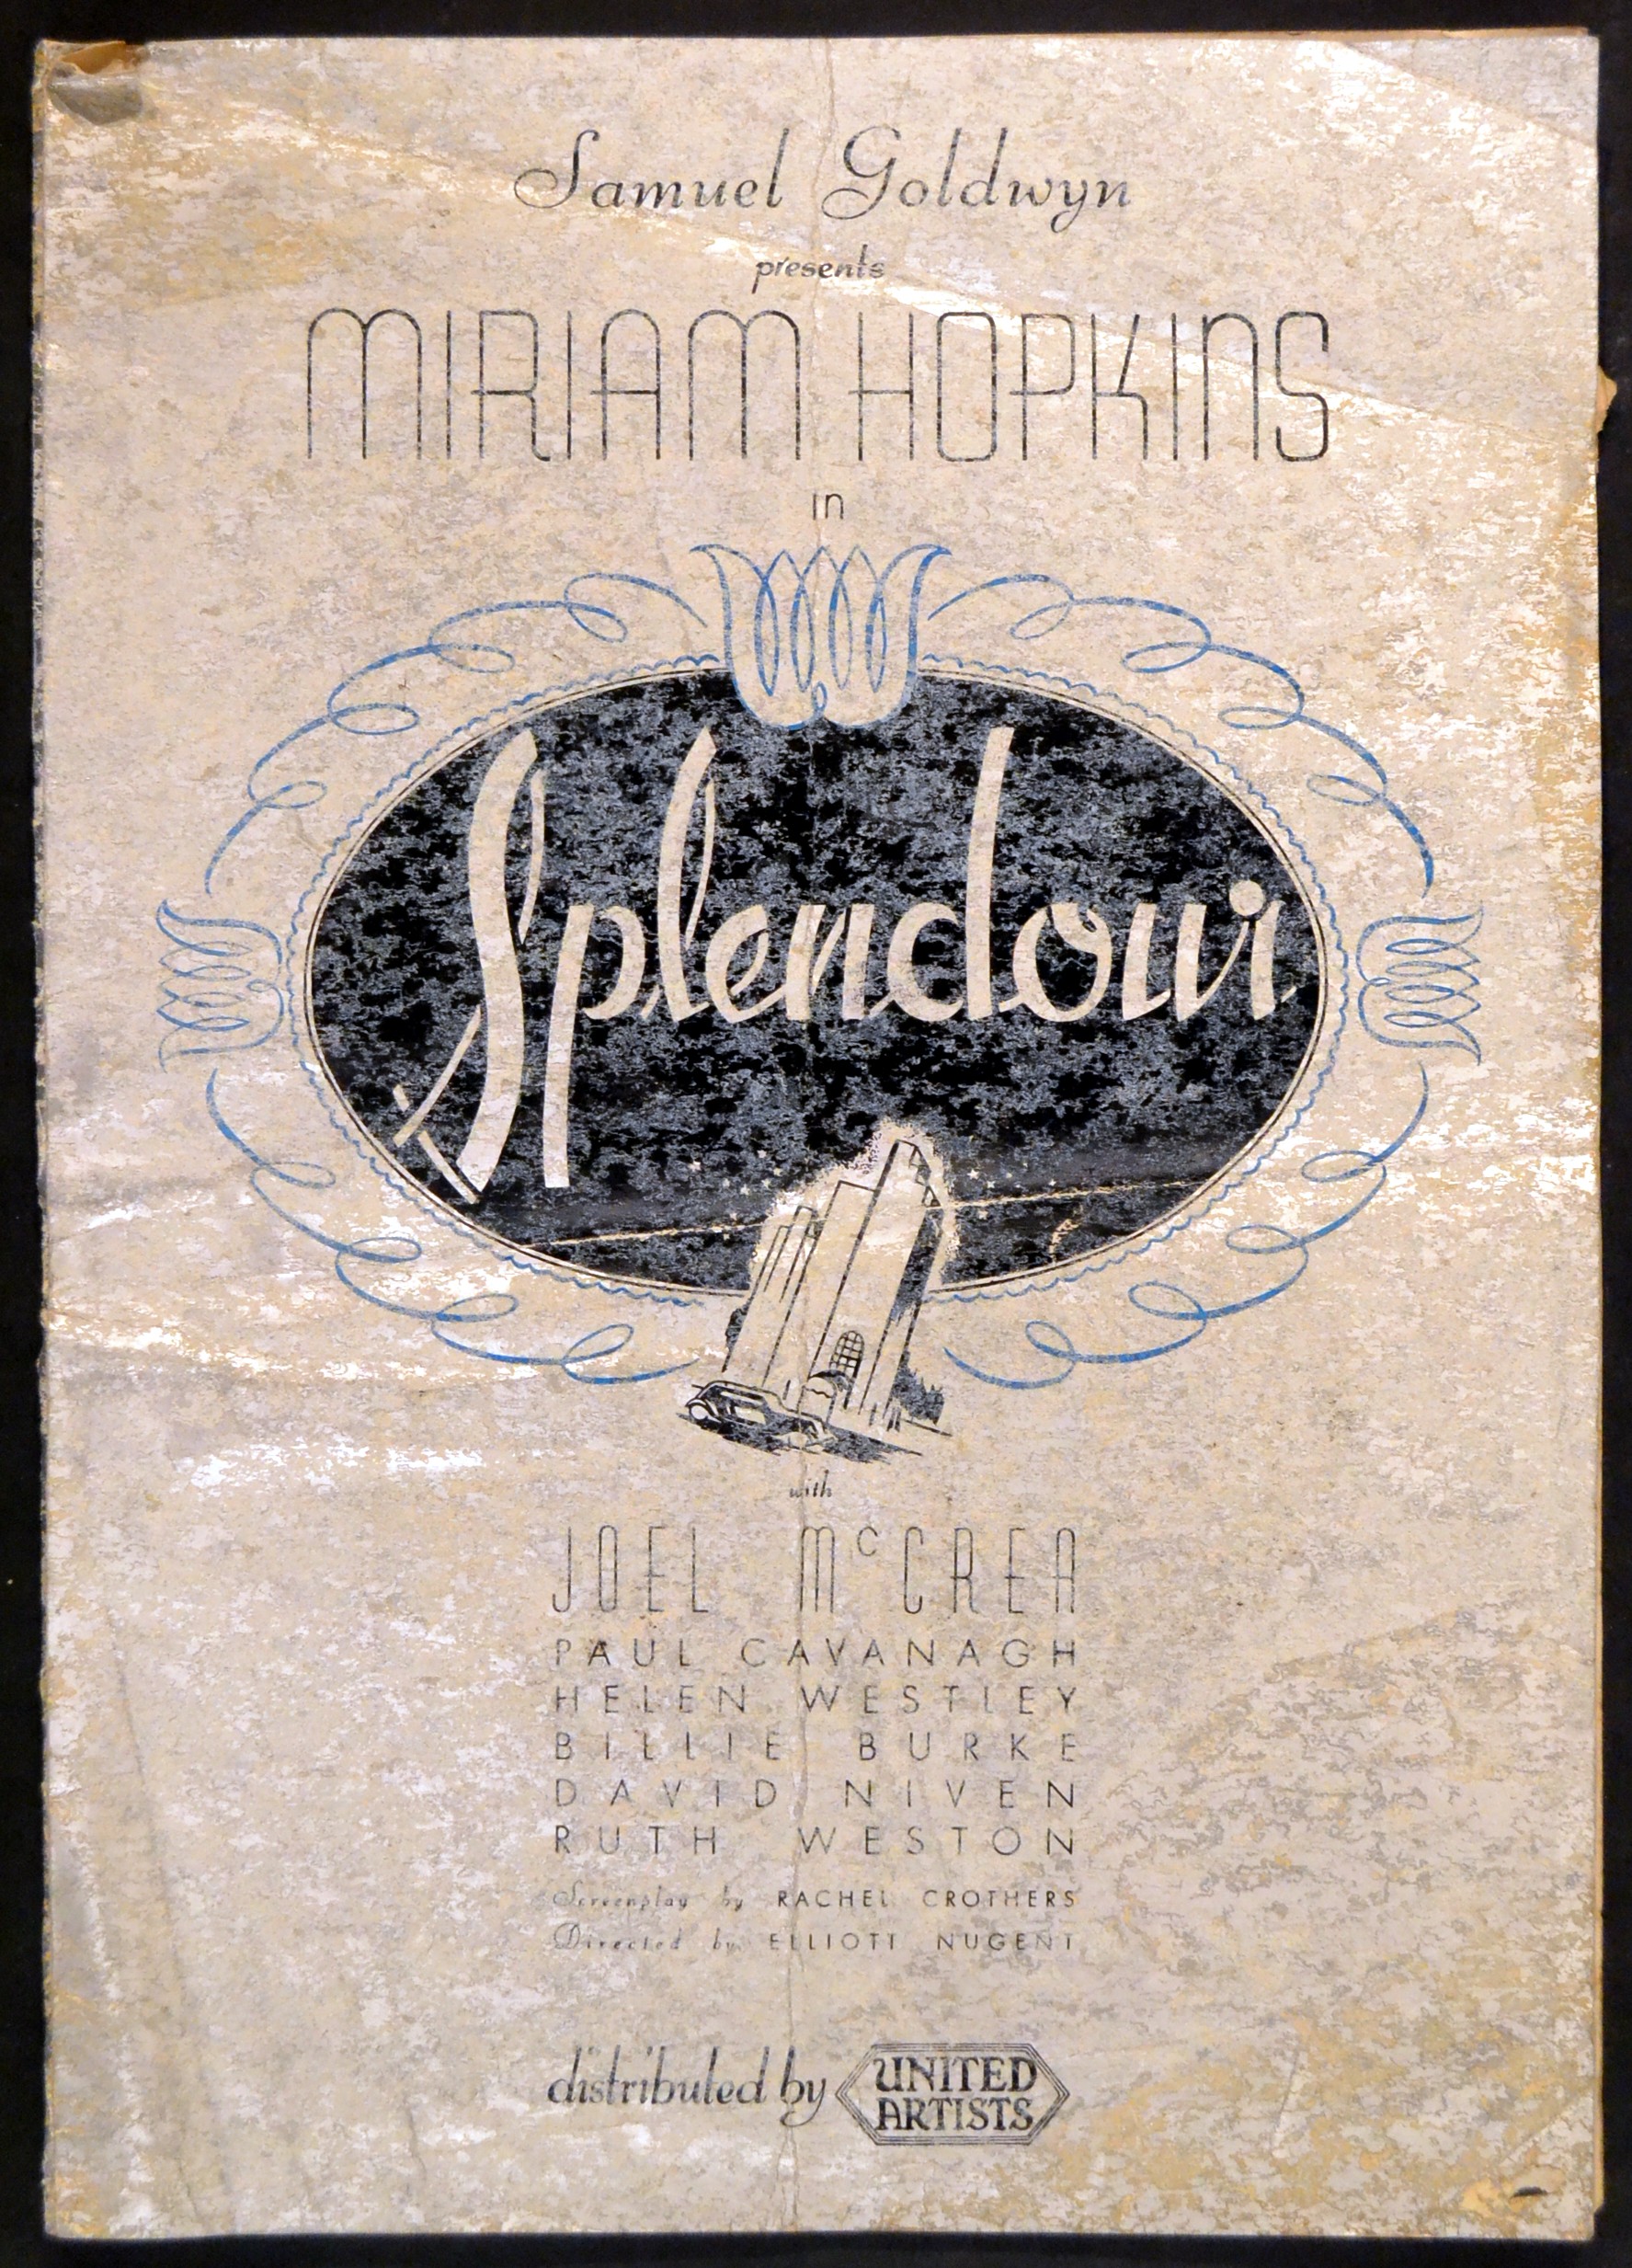 Samuel Goldwyn
presents
MIRIAM HOPKINS
in
Splendour
with
JOEL McCREA
PAUL CAVANAGH
HELEN WESTLEY
BILLIE BURKE
DAVID NIVEN
RUTH WESTON
Screenplay by RACHEL CROTHERS
Directed by ELLIOTT NUGENT
distributed by UNITED ARTISTS